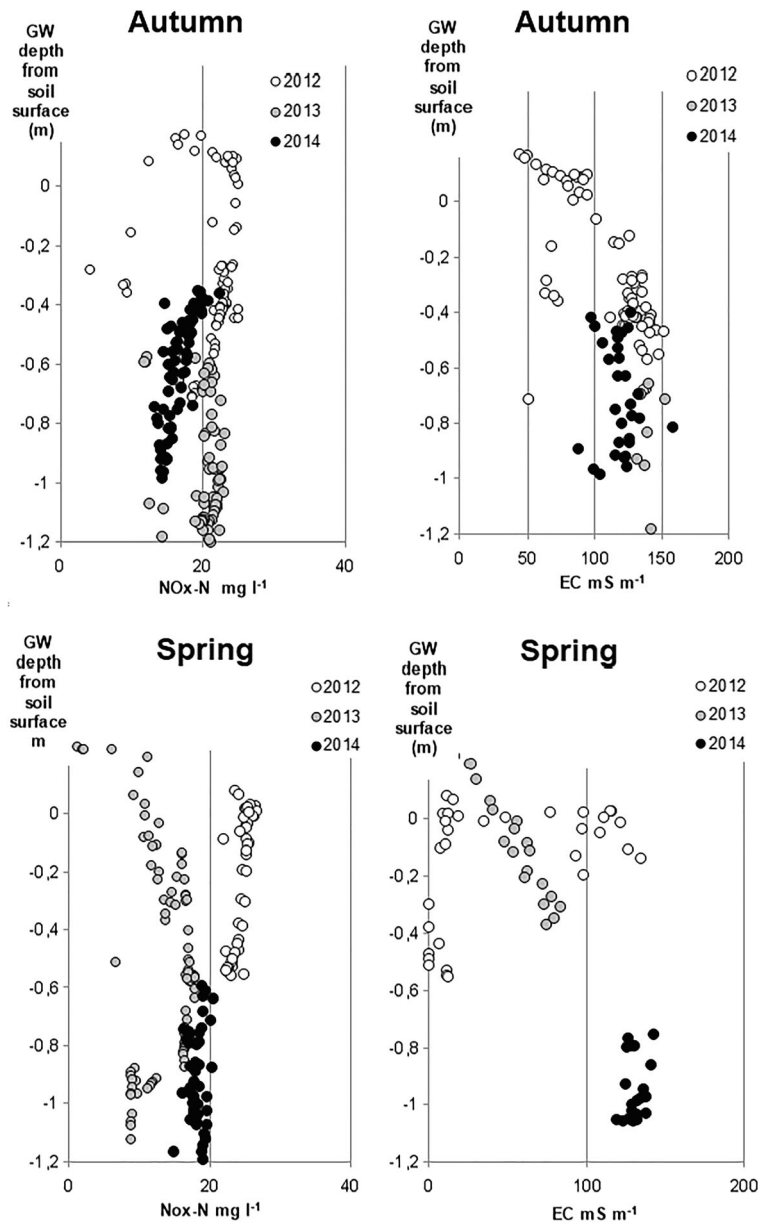 Autumn
GW
depth
from
soil
surface
(m)
2012
2013
2014
0
-0,2
-0,4
-0,6
-0,8
-1
-1,2
0
20
40
NOx-N mg l⁻¹
Autumn
GW
depth
from
soil
surface
(m)
2012
2013
2014
0
-0,2
-0,4
-0,6
-0,8
-1
-1,2
0
50
100
150
200
EC mS m⁻¹
Spring
GW
depth
from
soil
surface
m
2012
2013
2014
0
-0,2
-0,4
-0,6
-0,8
-1
-1,2
0
20
40
Nox-N mg l⁻¹
Spring
GW
depth
from
soil
surface
(m)
2012
2013
2014
0
-0,2
-0,4
-0,6
-0,8
-1
-1,2
0
100
200
EC mS m⁻¹